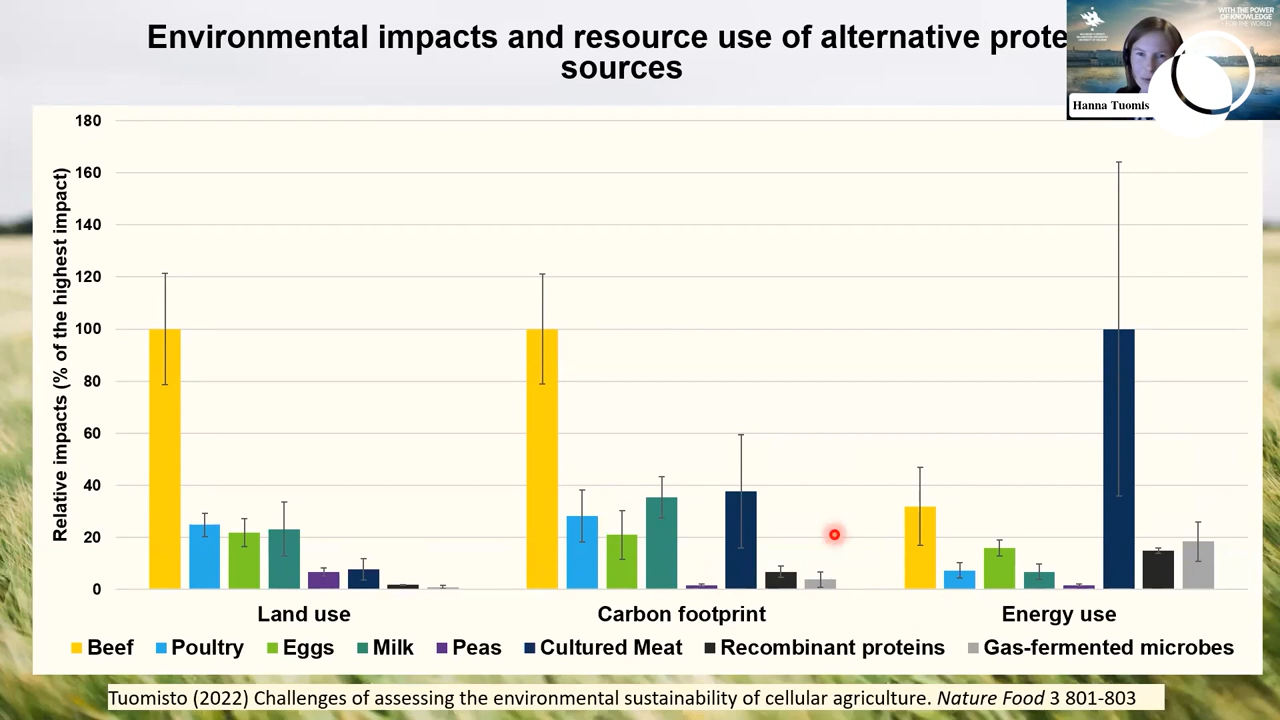 Environmental impacts and resource use of alternative prote
sources
WITH THE POWER
OF KNOWLEDGE
FOR THE WORLD
Hanna Tuomis
Relative impacts (% of the highest impact)
180
160
140
120
100
80
60
40
20
0
Land use
Carbon footprint
Energy use
Beef
Poultry
Eggs
Milk
Peas
Cultured Meat
Recombinant proteins
Gas-fermented microbes
Tuomisto (2022) Challenges of assessing the environmental sustainability of cellular agriculture. Nature Food 3 801-803